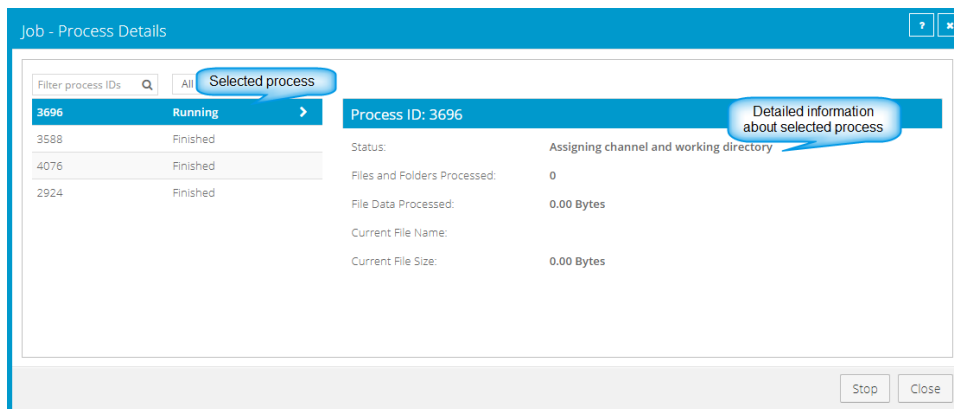 Job - Process Details
?
Filter process IDs
All
Selected process
3696 Running
3588 Finished
4076 Finished
2924 Finished
Process ID: 3696
Detailed information
about selected process
Status: Assigning channel and working directory
Files and Folders Processed: 0
File Data Processed: 0.00 Bytes
Current File Name:
Current File Size: 0.00 Bytes
Stop Close